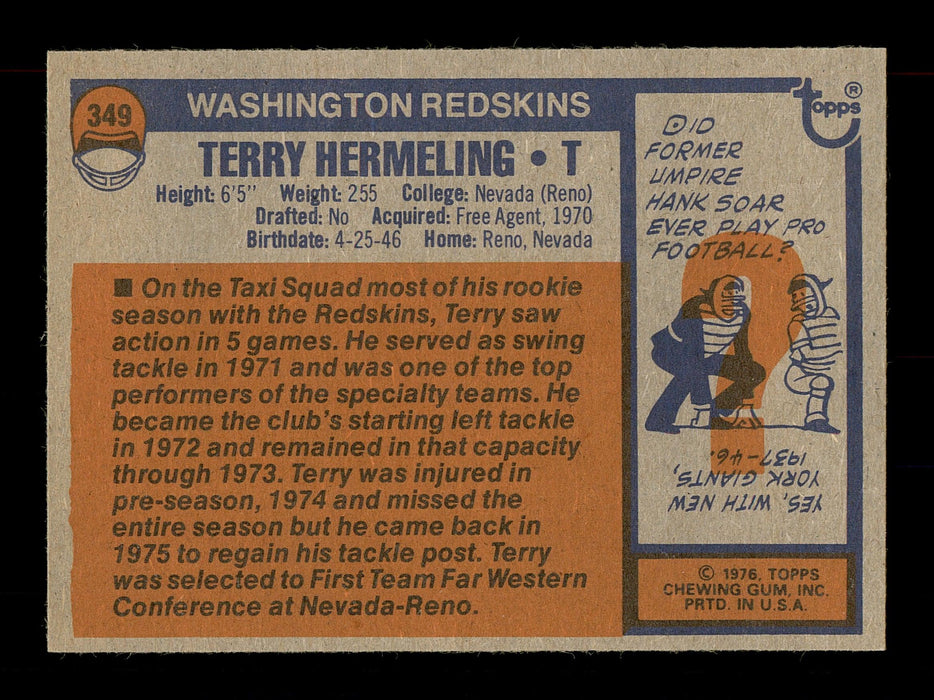 349
WASHINGTON REDSKINS
TERRY HERMELING • T
Height: 6'5" Weight: 255 College: Nevada (Reno)
Drafted: No Acquired: Free Agent, 1970
Birthdate: 4-25-46 Home: Reno, Nevada
■ On the Taxi Squad most of his rookie
season with the Redskins, Terry saw
action in 5 games. He served as swing
tackle in 1971 and was one of the top
performers of the specialty teams. He
became the club's starting left tackle
in 1972 and remained in that capacity
through 1973. Terry was injured in
pre-season, 1974 and missed the
entire season but he came back in
1975 to regain his tackle post. Terry
was selected to First Team Far Western
Conference at Nevada-Reno.
topps ®
DID
FORMER
UMPIRE
HANK SOAR
EVER PLAY PRO
FOOTBALL?
?
YES, WITH NEW
YORK GIANTS,
1937-46.
© 1976, TOPPS
CHEWING GUM, INC.
PRTD. IN U.S.A.